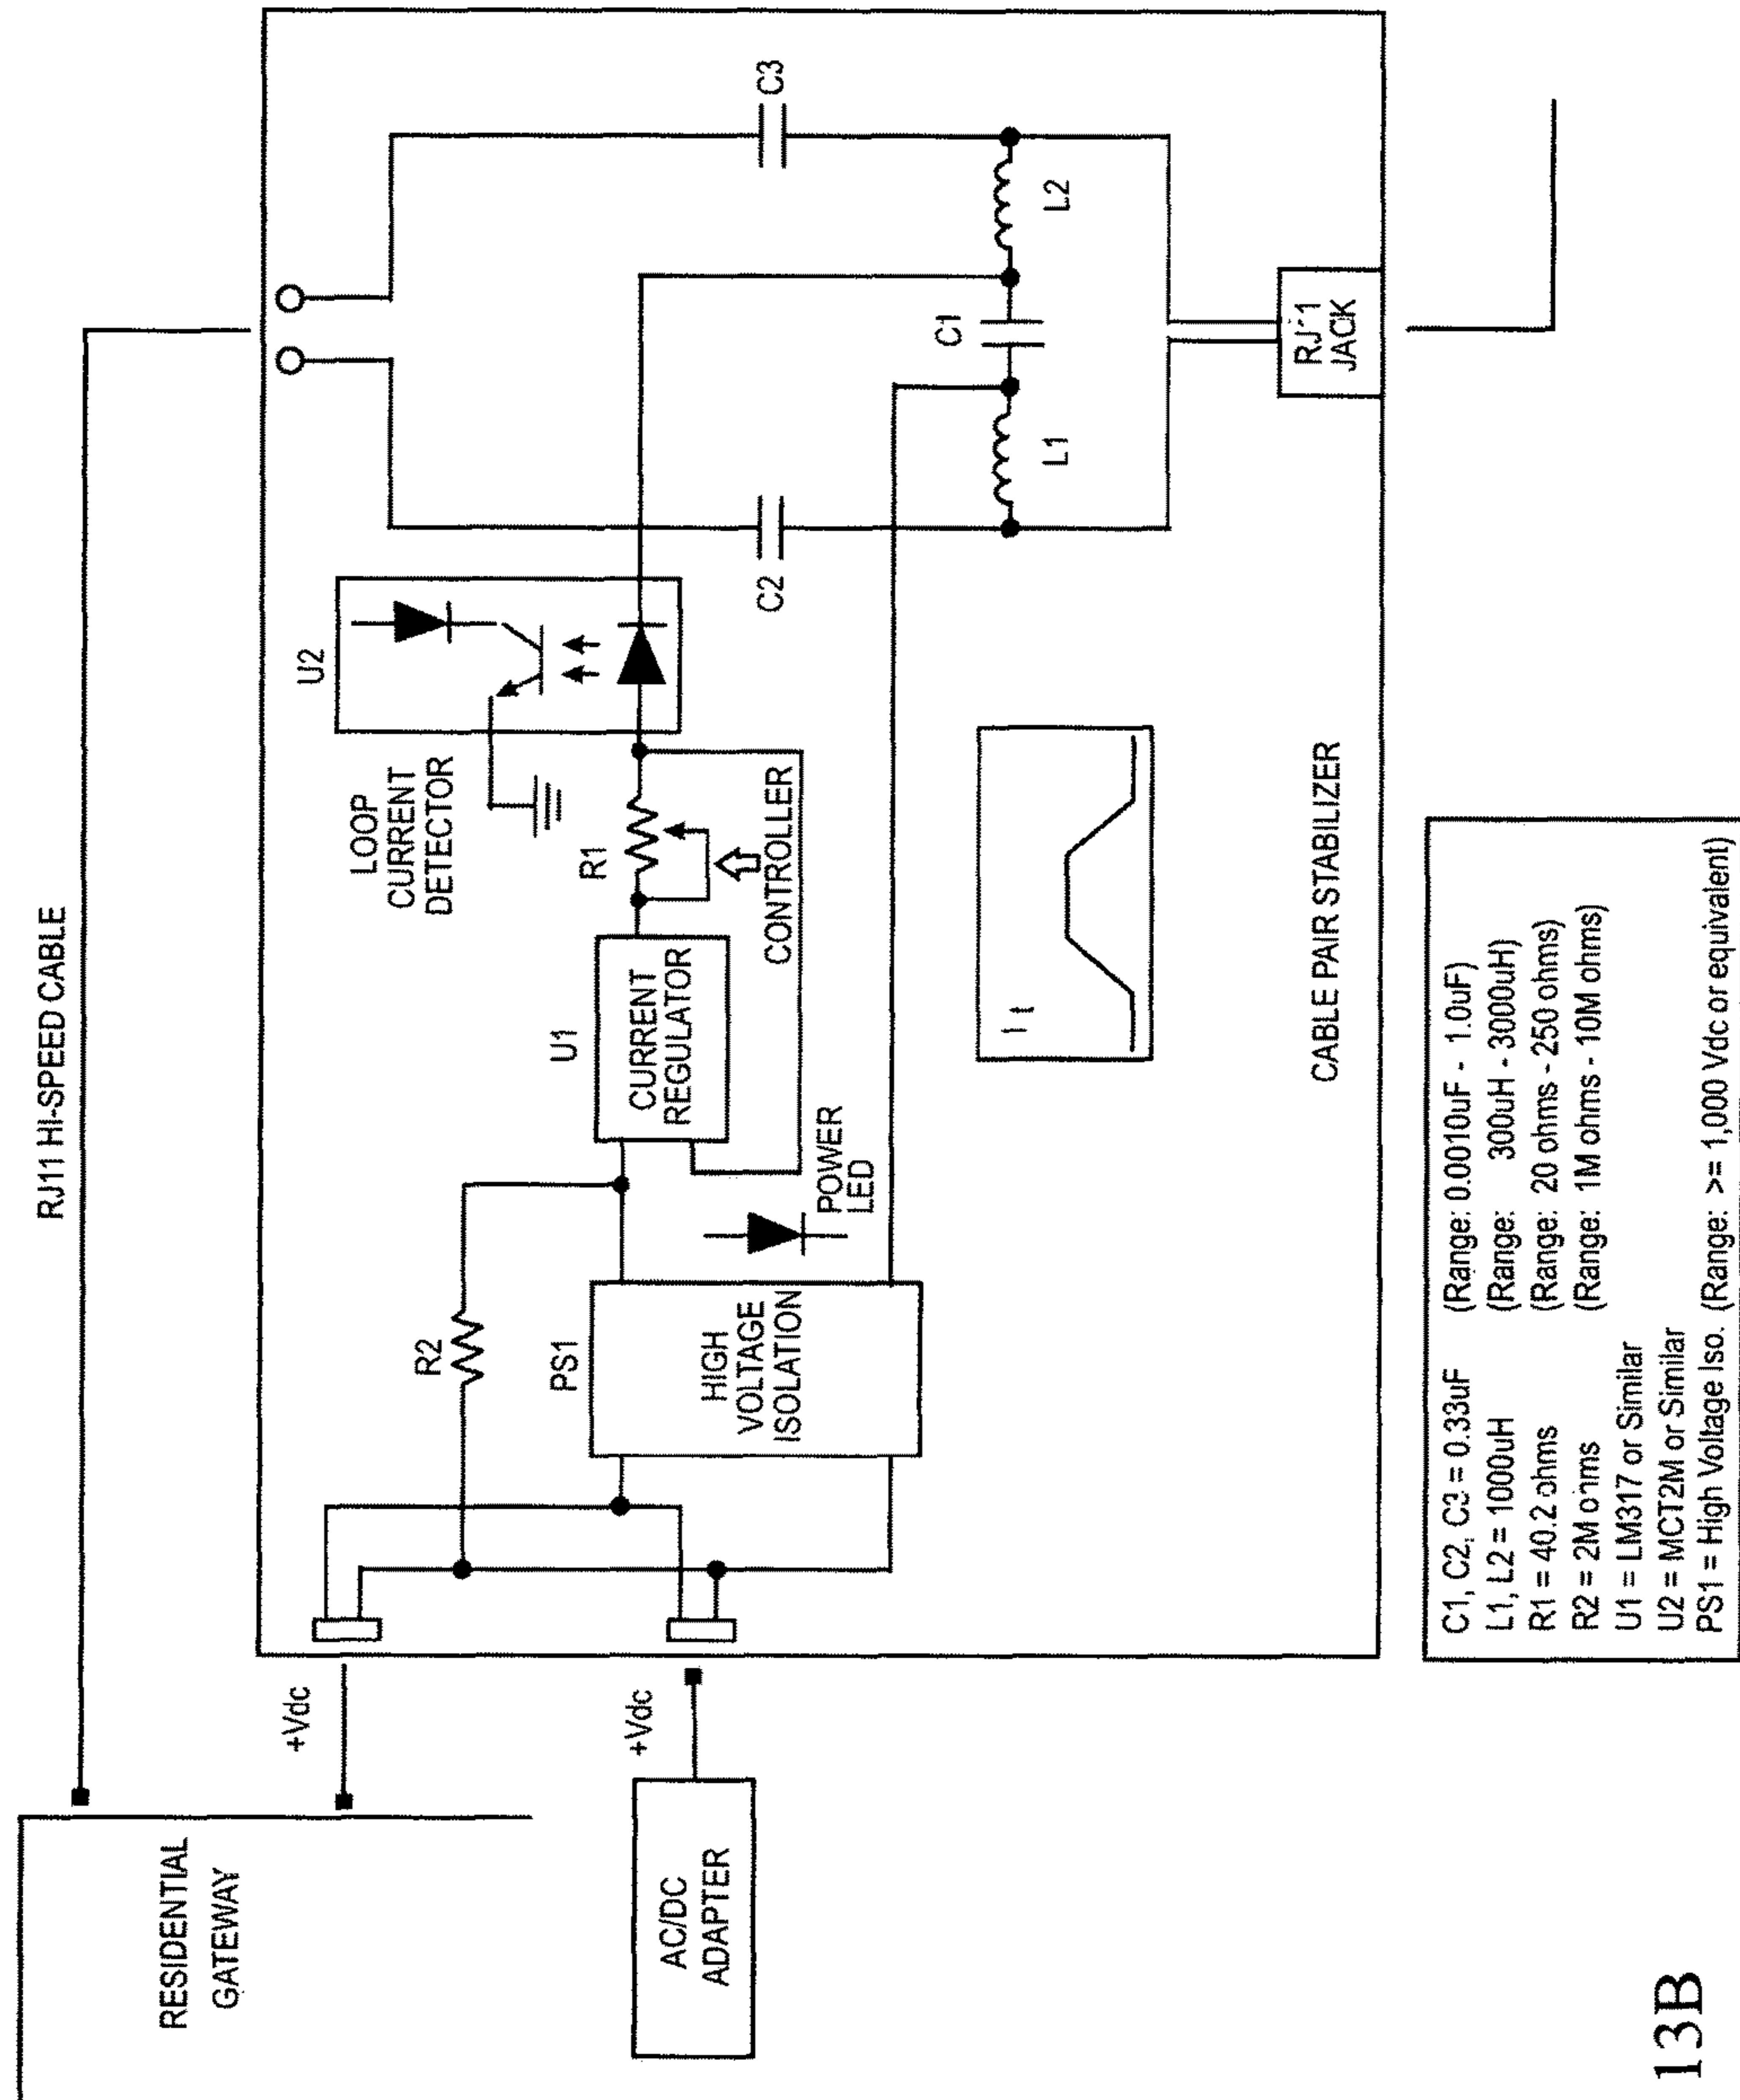 RJ11 HI-SPEED CABLE
RESIDENTIAL
GATEWAY
+Vdc
+Vdc
AC/DC
ADAPTER
R2
PS1
HIGH
VOLTAGE
ISOLATION
POWER
LED
U1
CURRENT
REGULATOR
R1
CONTROLLER
LOOP
CURRENT
DETECTOR
U2
C2
C3
L1
C1
L2
RJ11
JACK
I t
CABLE PAIR STABILIZER
C1, C2, C3 = 0.33uF (Range: 0.0010uF - 1.0uF)
L1, L2 = 1000uH (Range: 300uH - 3000uH)
R1 = 40.2 ohms (Range: 20 ohms - 250 ohms)
R2 = 2M ohms (Range: 1M ohms - 10M ohms)
U1 = LM317 or Similar
U2 = MCT2M or Similar
PS1 = High Voltage Iso. (Range: >= 1,000 Vdc or equivalent)
13B